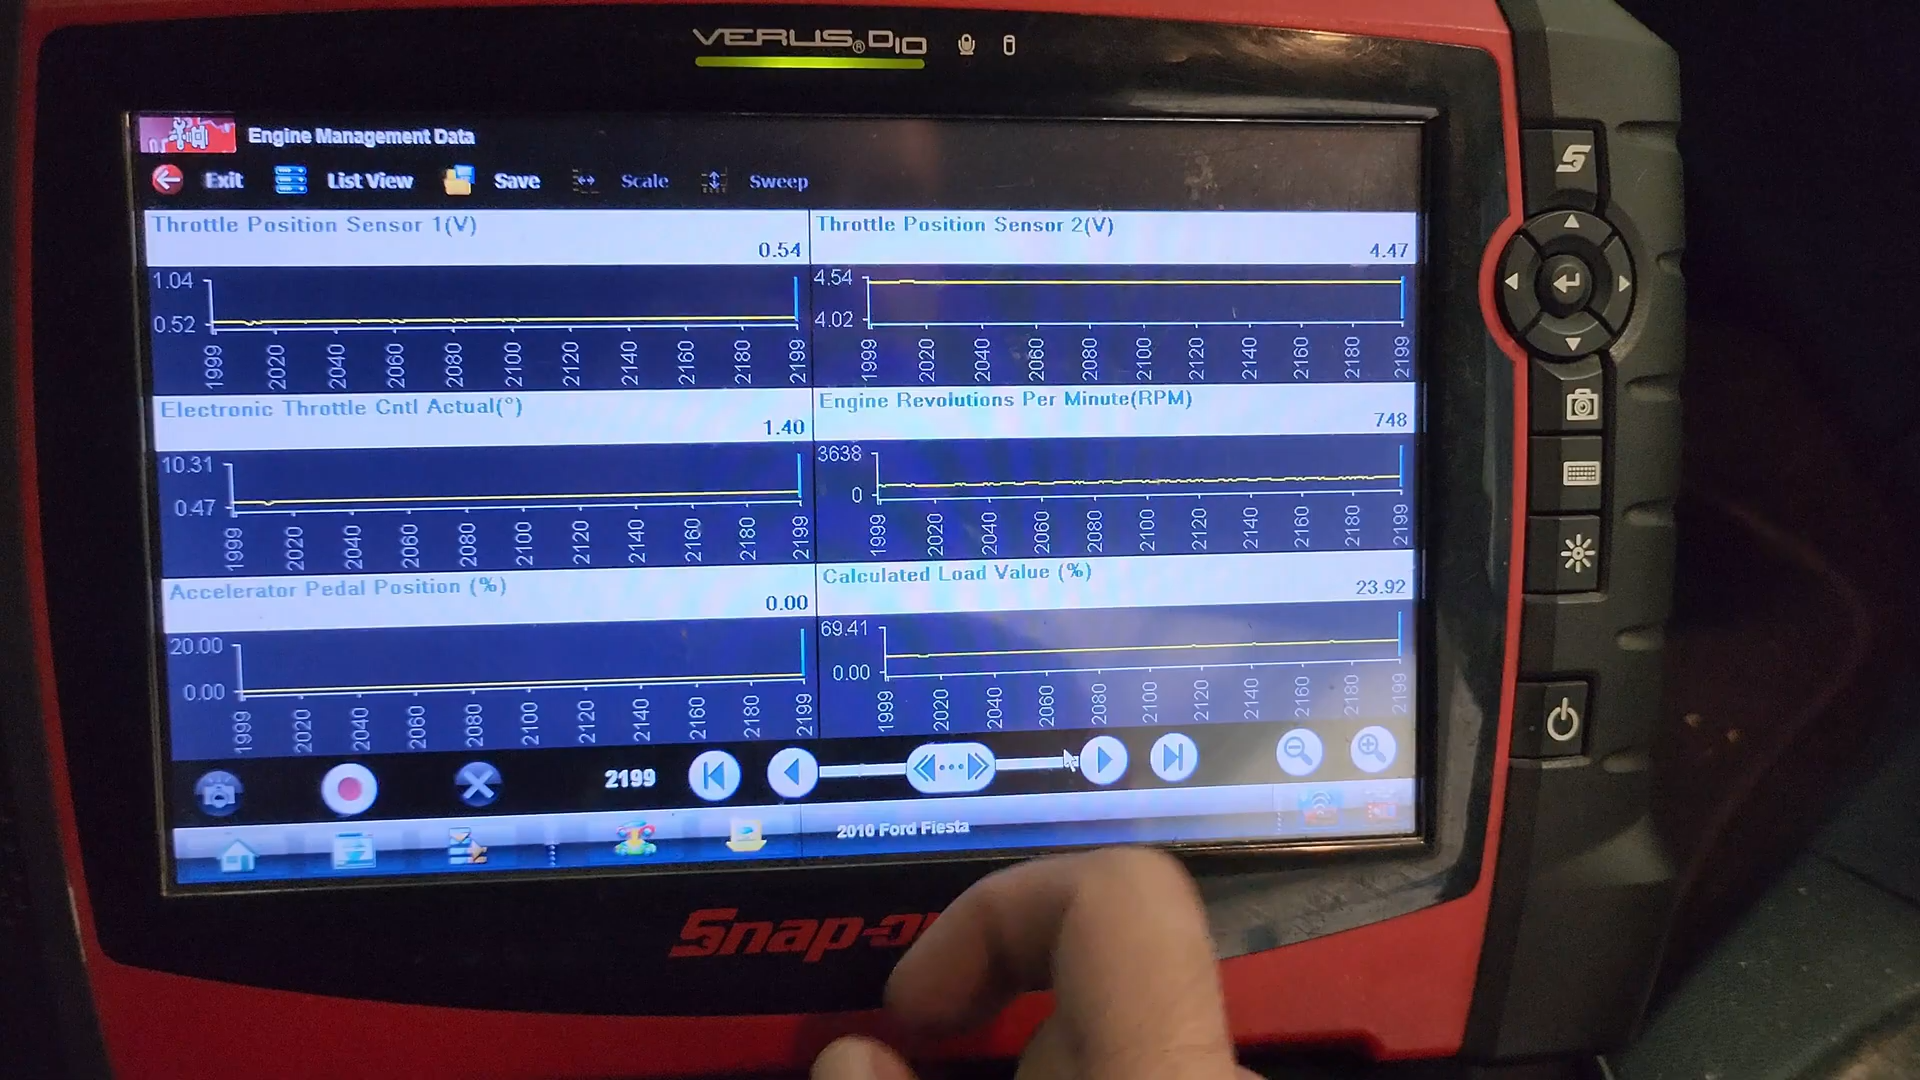 VERUS® D10
Engine Management Data
Exit List View Save Scale Sweep
Throttle Position Sensor 1(V)
0.54
1.04
0.52
1999 2020 2040 2060 2080 2100 2120 2140 2160 2180 2199
Throttle Position Sensor 2(V)
4.47
4.54
4.02
1999 2020 2040 2060 2080 2100 2120 2140 2160 2180 2199
Electronic Throttle Cntl Actual(°)
1.40
10.31
0.47
1999 2020 2040 2060 2080 2100 2120 2140 2160 2180 2199
Engine Revolutions Per Minute(RPM)
748
3638
0
1999 2020 2040 2060 2080 2100 2120 2140 2160 2180 2199
Accelerator Pedal Position (%)
0.00
20.00
0.00
1999 2020 2040 2060 2080 2100 2120 2140 2160 2180 2199
Calculated Load Value (%)
23.92
69.41
0.00
1999 2020 2040 2060 2080 2100 2120 2140 2160 2180 2199
2199
2010 Ford Fiesta